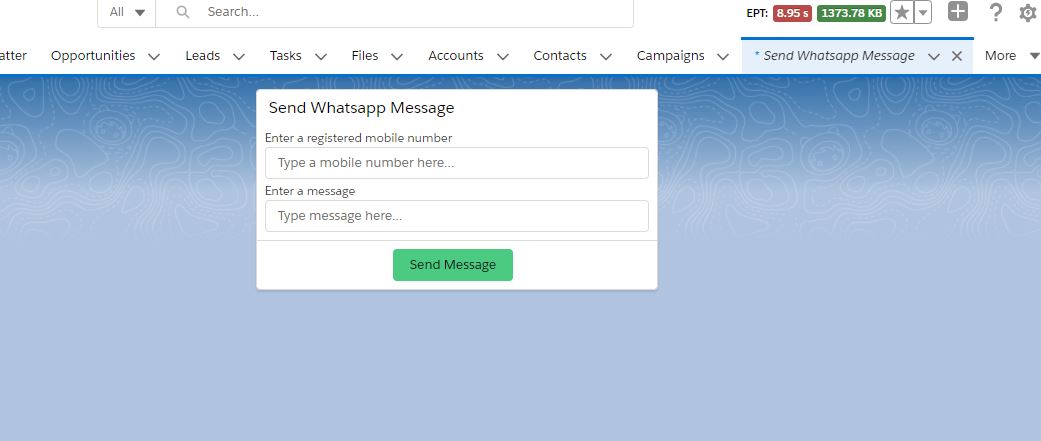 All Search... EPT: 8.95 s 1373.78 KB
atter Opportunities Leads Tasks Files Accounts Contacts Campaigns * Send Whatsapp Message More
Send Whatsapp Message
Enter a registered mobile number
Type a mobile number here...
Enter a message
Type message here...
Send Message